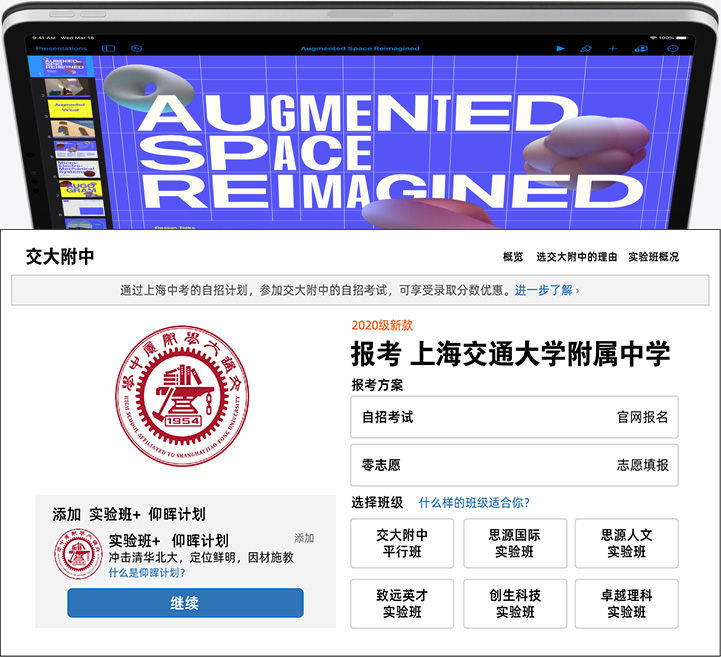 9:41 AM Wed Mar 18
100%
Presentations
Augmented Space Reimagined
AUGMENTED
SPACE
REIMAGINED
交大附中
概览 选交大附中的理由 实验班概况
通过上海中考的自招计划，参加交大附中的自招考试，可享受录取分数优惠。进一步了解 ›
交通大學附屬中學
HIGH SCHOOL AFFILIATED TO SHANGHAI JIAO TONG UNIVERSITY
1954
2020级新款
报考 上海交通大学附属中学
报考方案
自招考试 官网报名
零志愿 志愿填报
选择班级 什么样的班级适合你？
交大附中
平行班
思源国际
实验班
思源人文
实验班
致远英才
实验班
创生科技
实验班
卓越理科
实验班
添加 实验班+ 仰晖计划
实验班+ 仰晖计划 添加
冲击清华北大，定位鲜明，因材施教
什么是仰晖计划？
继续